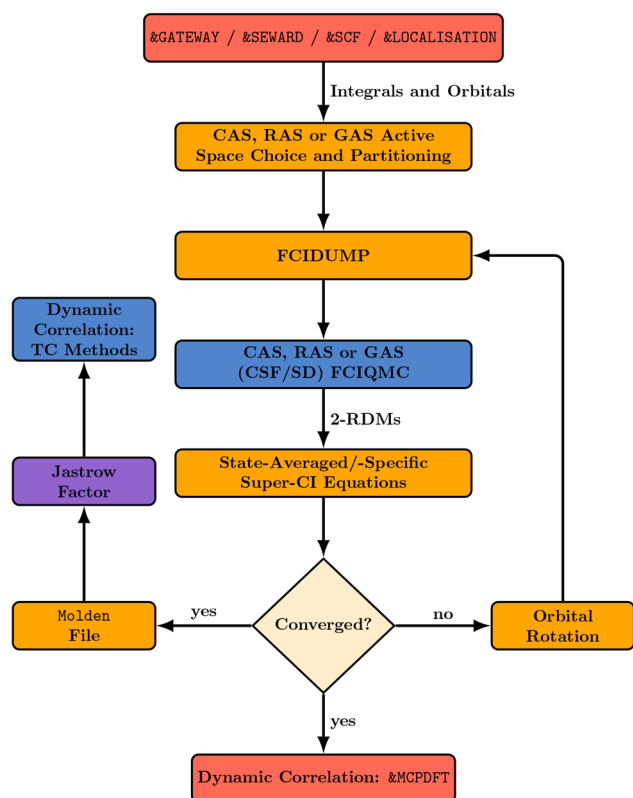 &GATEWAY / &SEWARD / &SCF / &LOCALISATION
Integrals and Orbitals
CAS, RAS or GAS Active
Space Choice and Partitioning
FCIDUMP
Dynamic
Correlation:
TC Methods
CAS, RAS or GAS
(CSF/SD) FCIQMC
2-RDMs
State-Averaged/-Specific
Super-CI Equations
Jastrow
Factor
Molden
File
yes
Converged?
no
Orbital
Rotation
yes
Dynamic Correlation: &MCPDFT